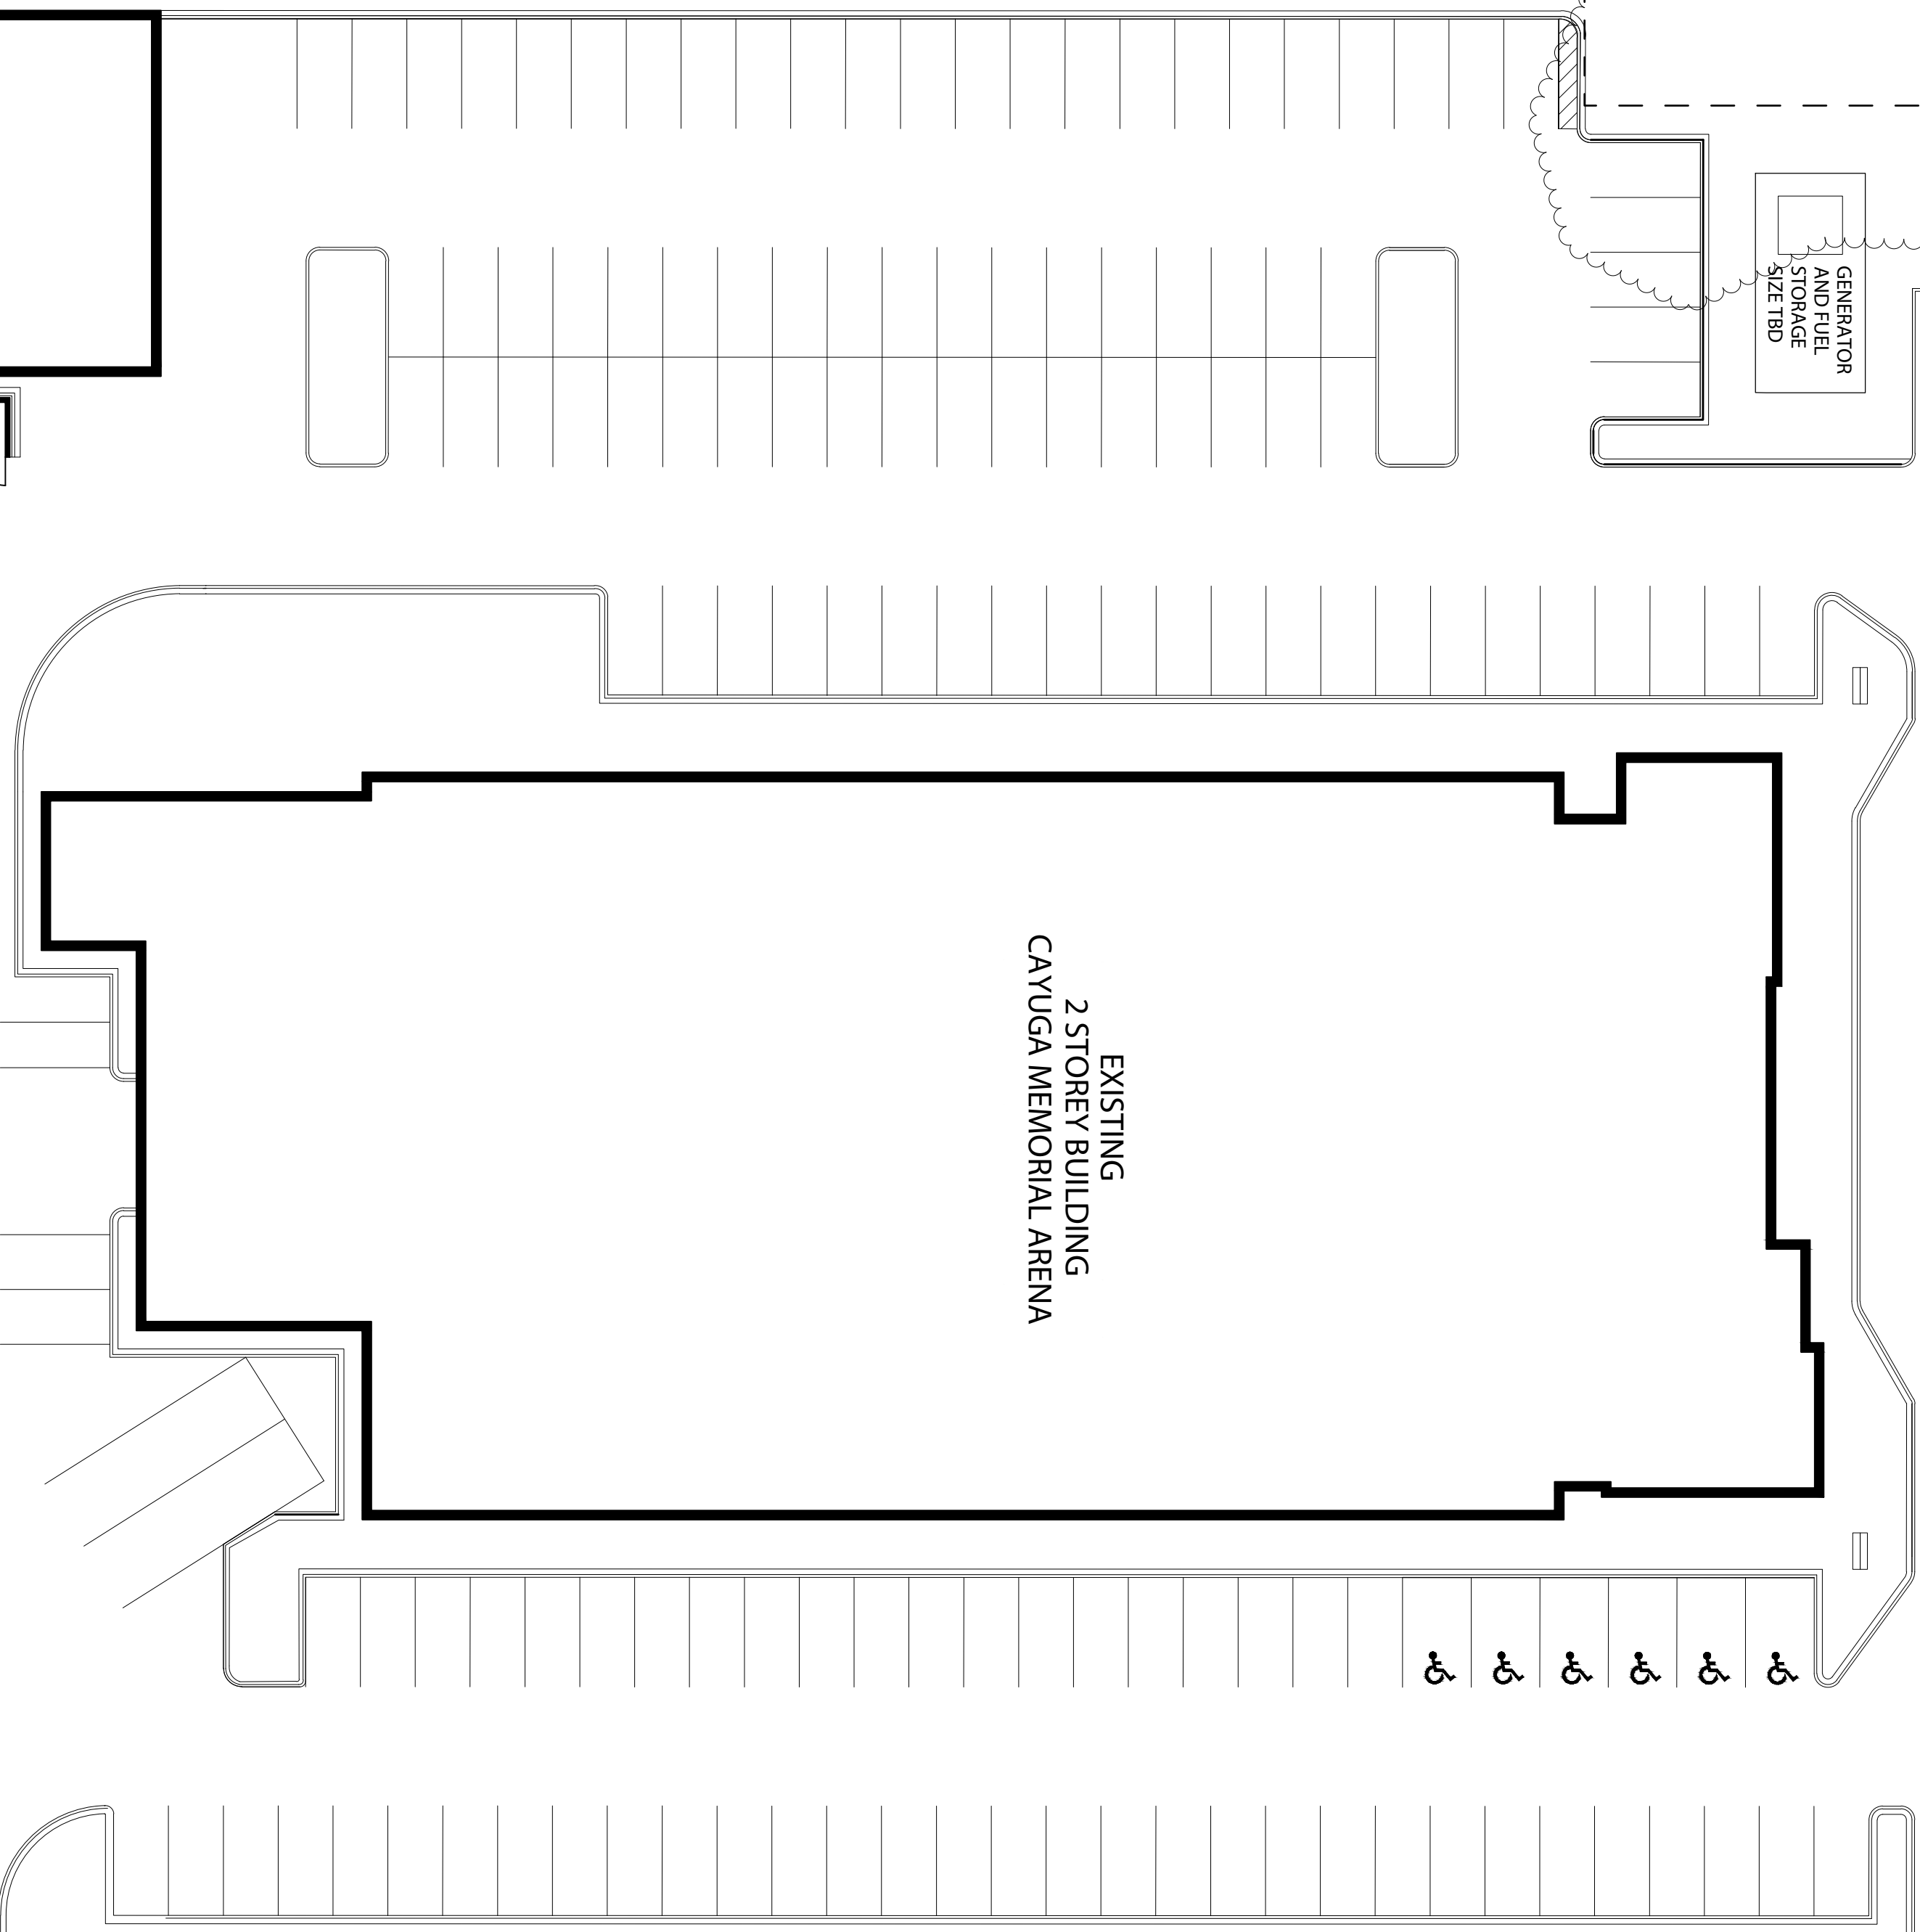 GENERATOR
AND FUEL
STORAGE
SIZE TBD
EXISTING
2 STOREY BUILDING
CAYUGA MEMORIAL ARENA